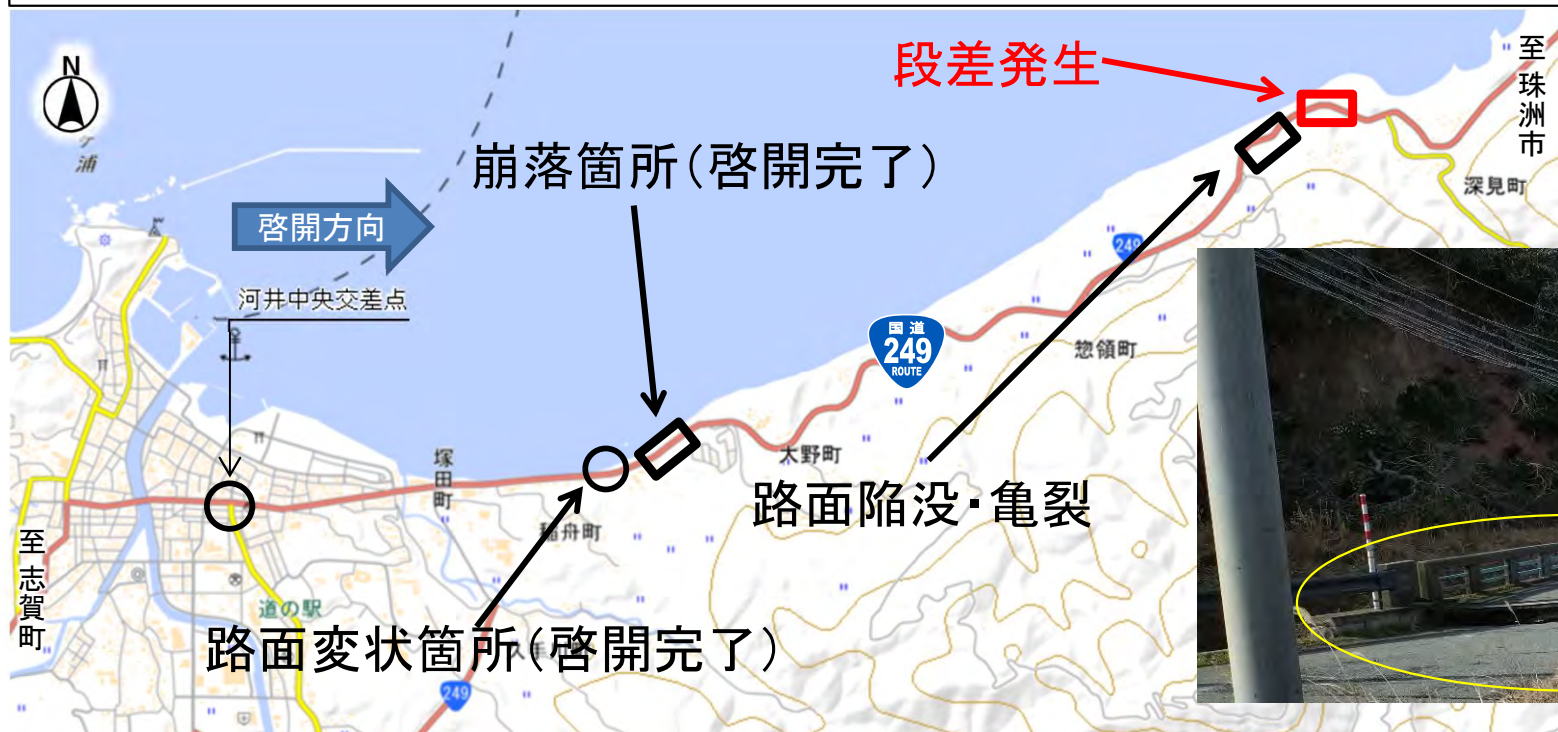 段差発生
至珠洲市
N
ケ浦
崩落箇所(啓開完了)
深見町
啓開方向
249
河井中央交差点
国道
249
ROUTE
惣領町
塚田町
大野町
路面陥没・亀裂
稲舟町
至志賀町
道の駅
路面変状箇所(啓開完了)
249